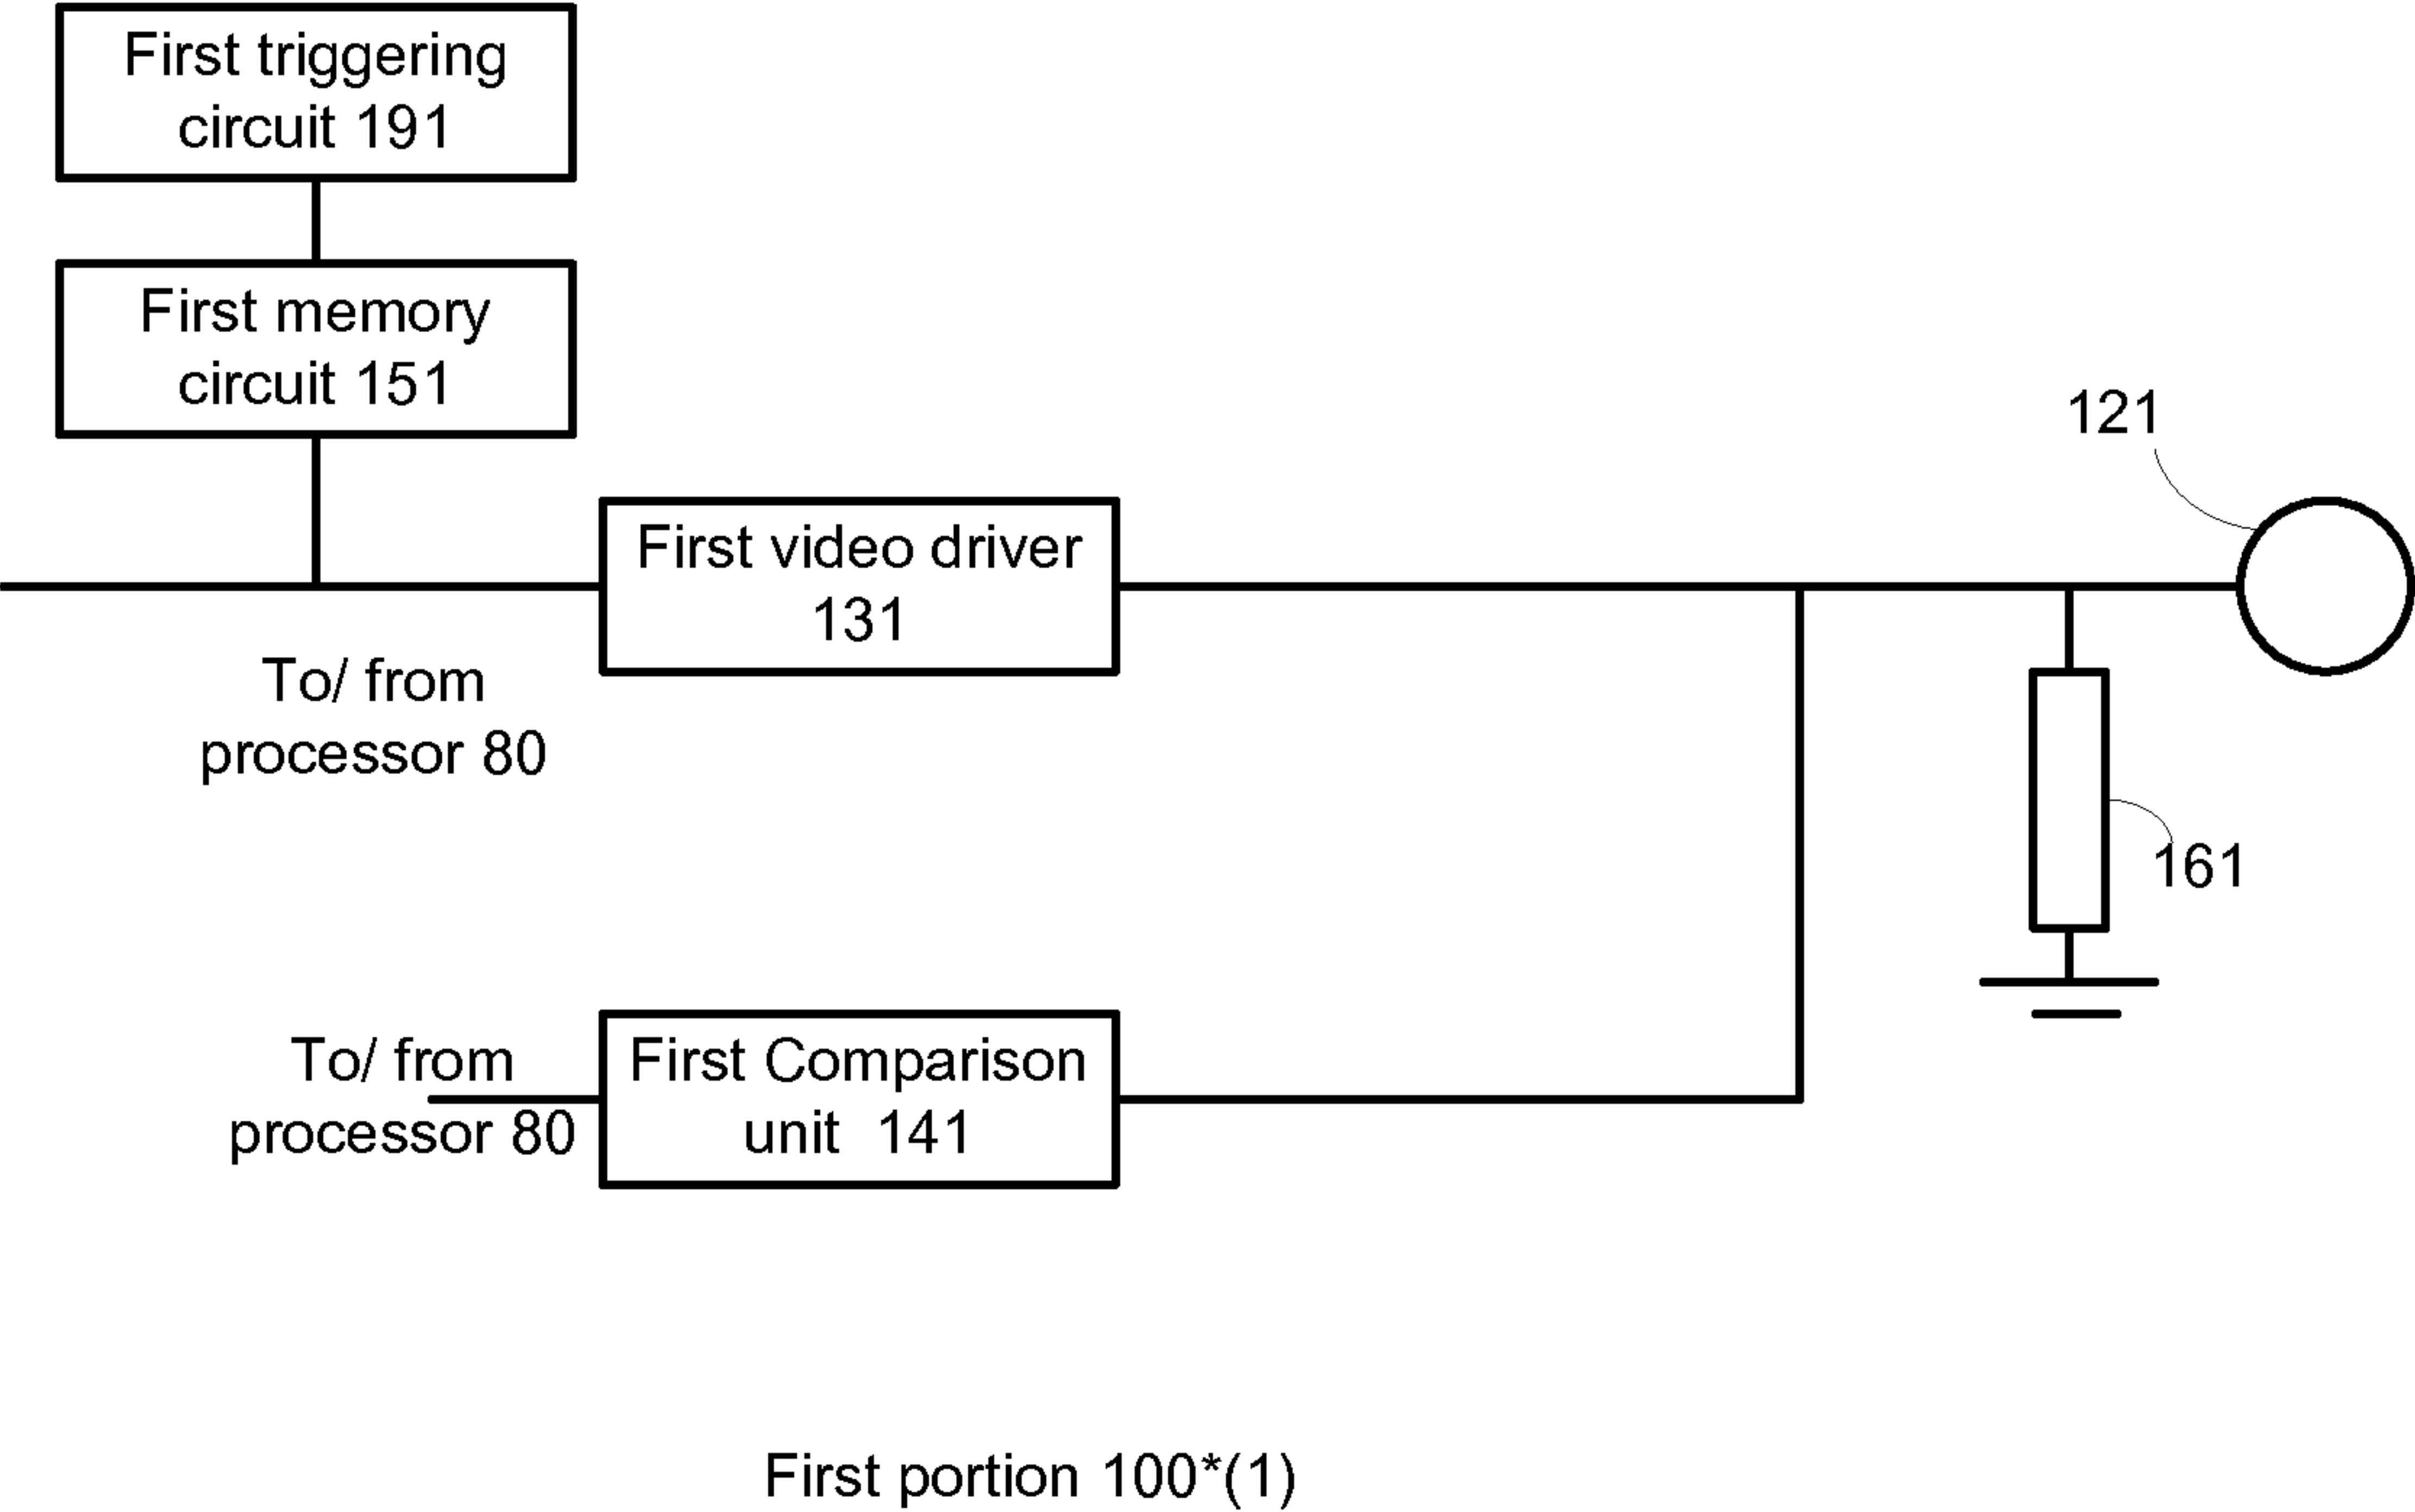 First triggering
circuit 191
First memory
circuit 151
121
First video driver
131
To/ from
processor 80
161
To/ from
processor 80
First Comparison
unit  141
First portion 100*(1)